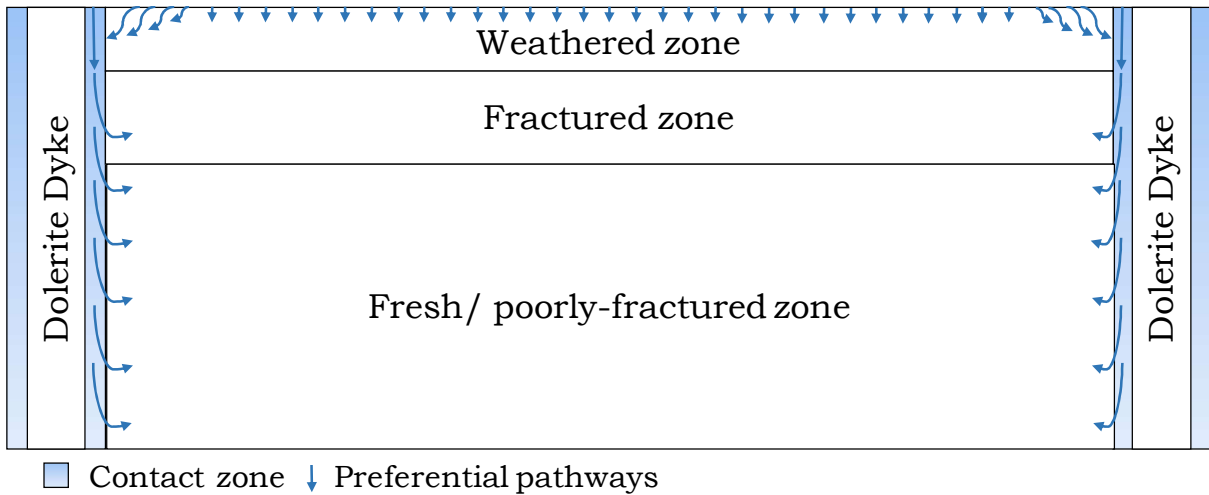 Weathered zone
Fractured zone
Dolerite Dyke
Dolerite Dyke
Fresh/ poorly-fractured zone
Contact zone
Preferential pathways